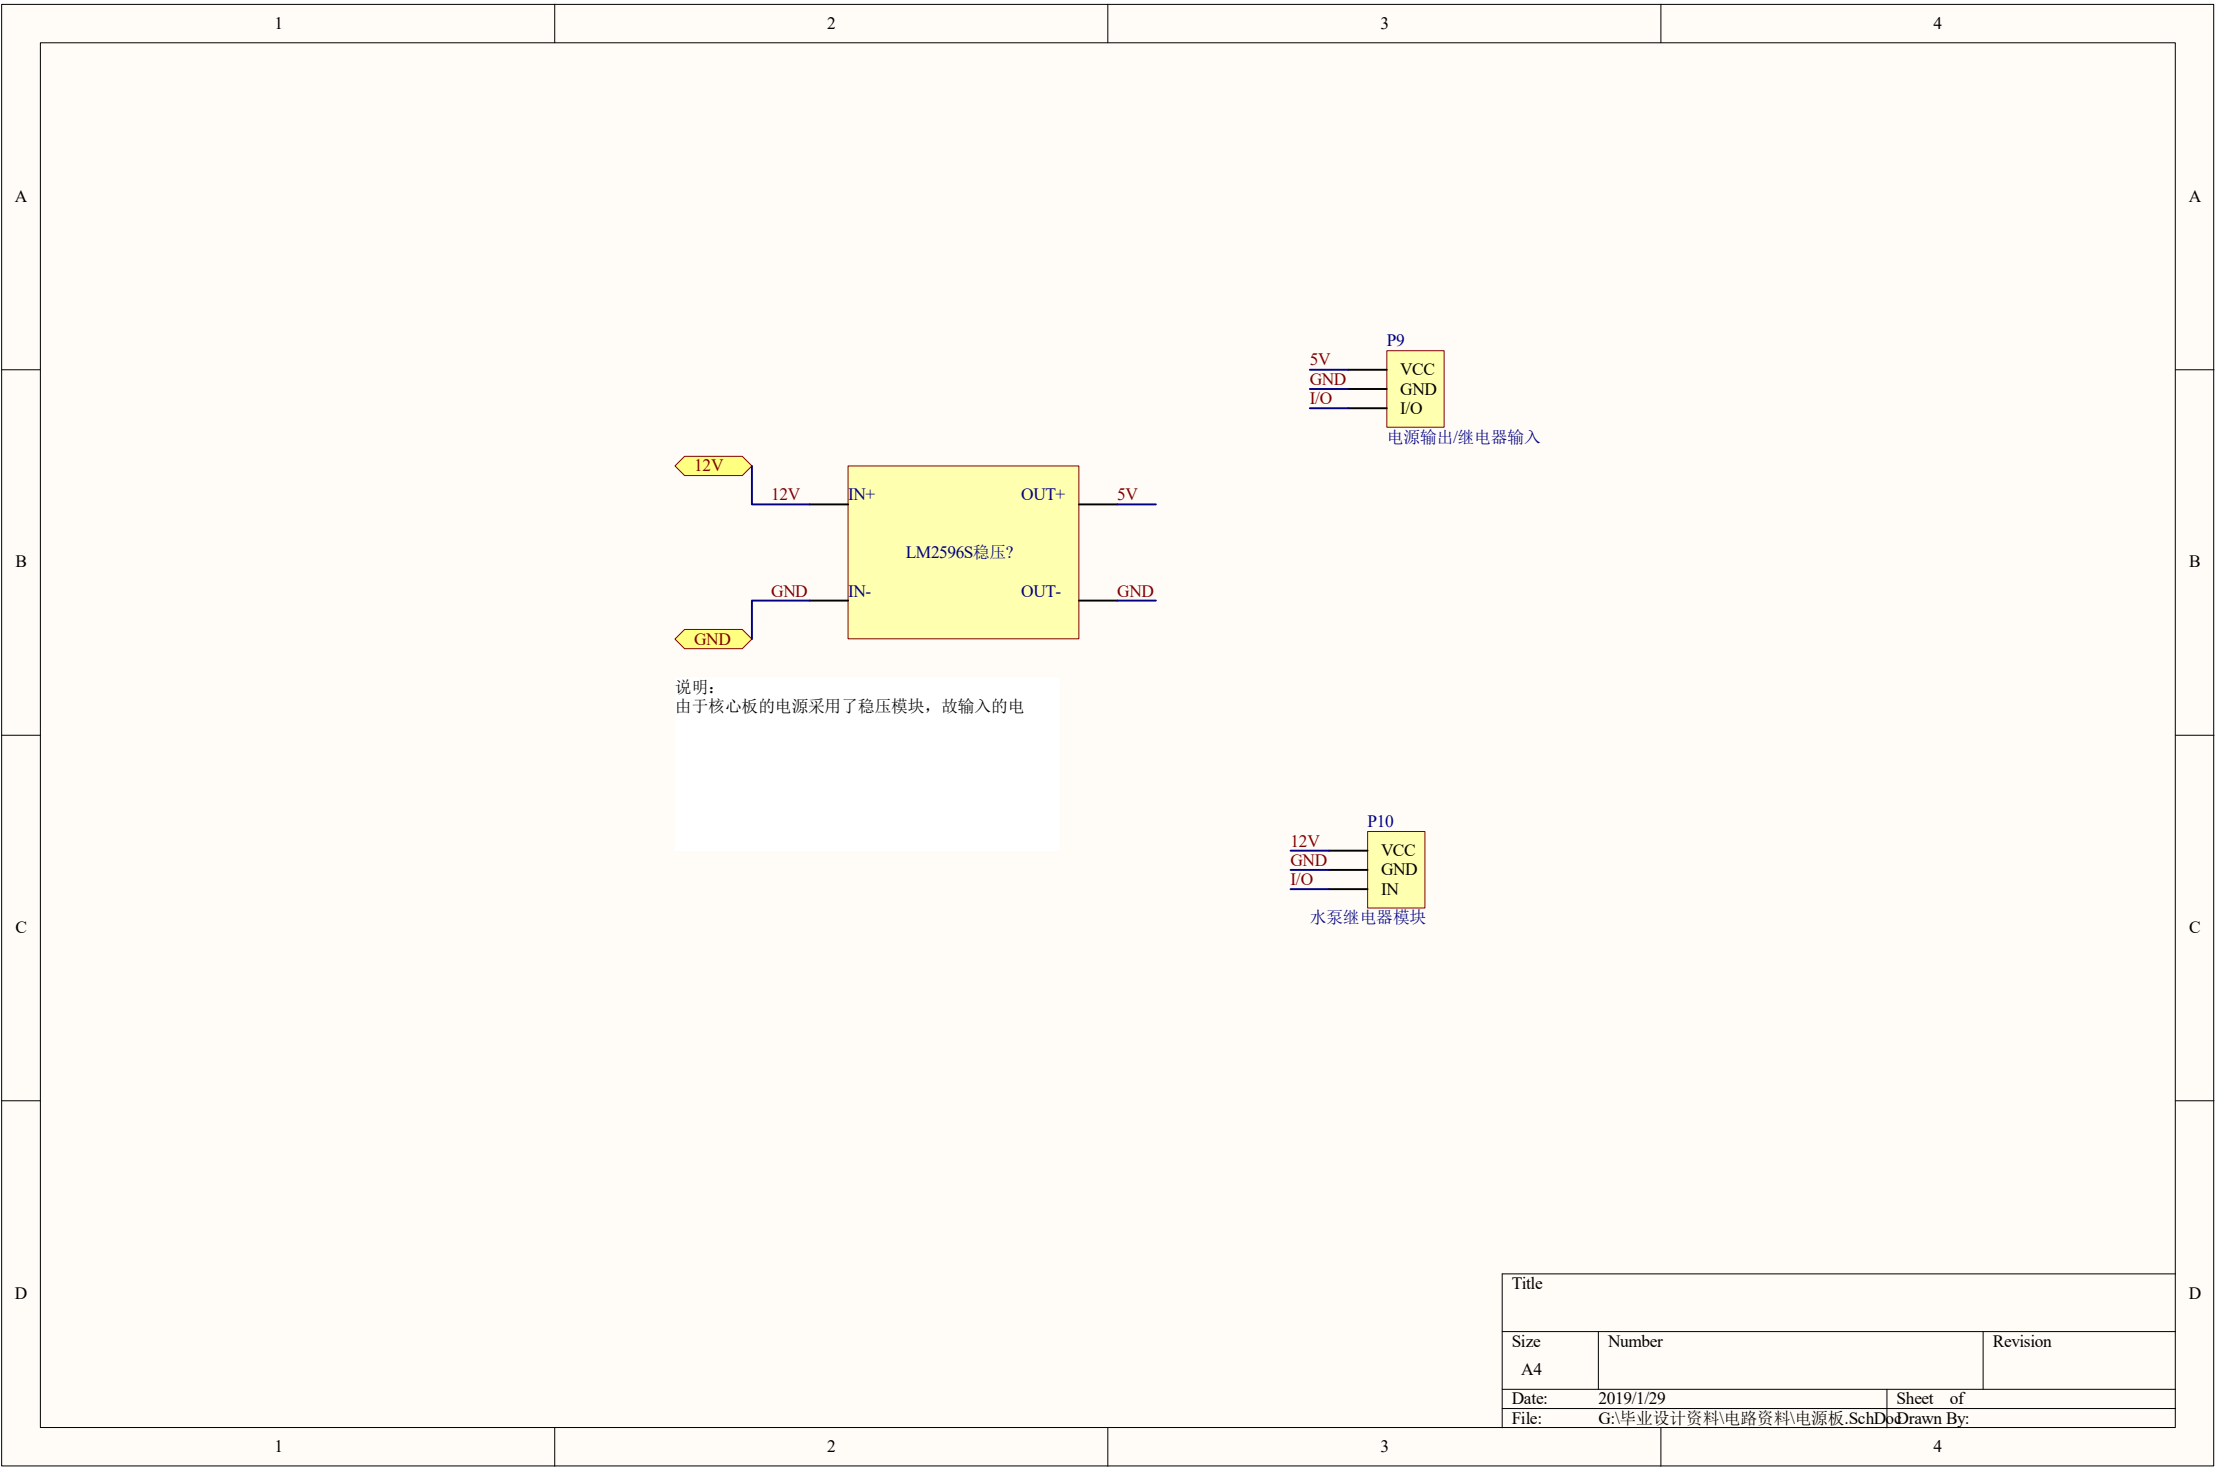 1 2 3 4
A A
P9
5V VCC
GND GND
I/O I/O
电源输出/继电器输入
12V
12V IN+ OUT+ 5V
B LM2596S稳压? B
GND IN- OUT- GND
GND
说明：
由于核心板的电源采用了稳压模块，故输入的电
P10
12V VCC
GND GND
I/O IN
水泵继电器模块
C C
Title
D D
Size Number Revision
A4
Date: 2019/1/29 Sheet of
File: G:\毕业设计资料\电路资料\电源板.SchDoc Drawn By:
1 2 3 4